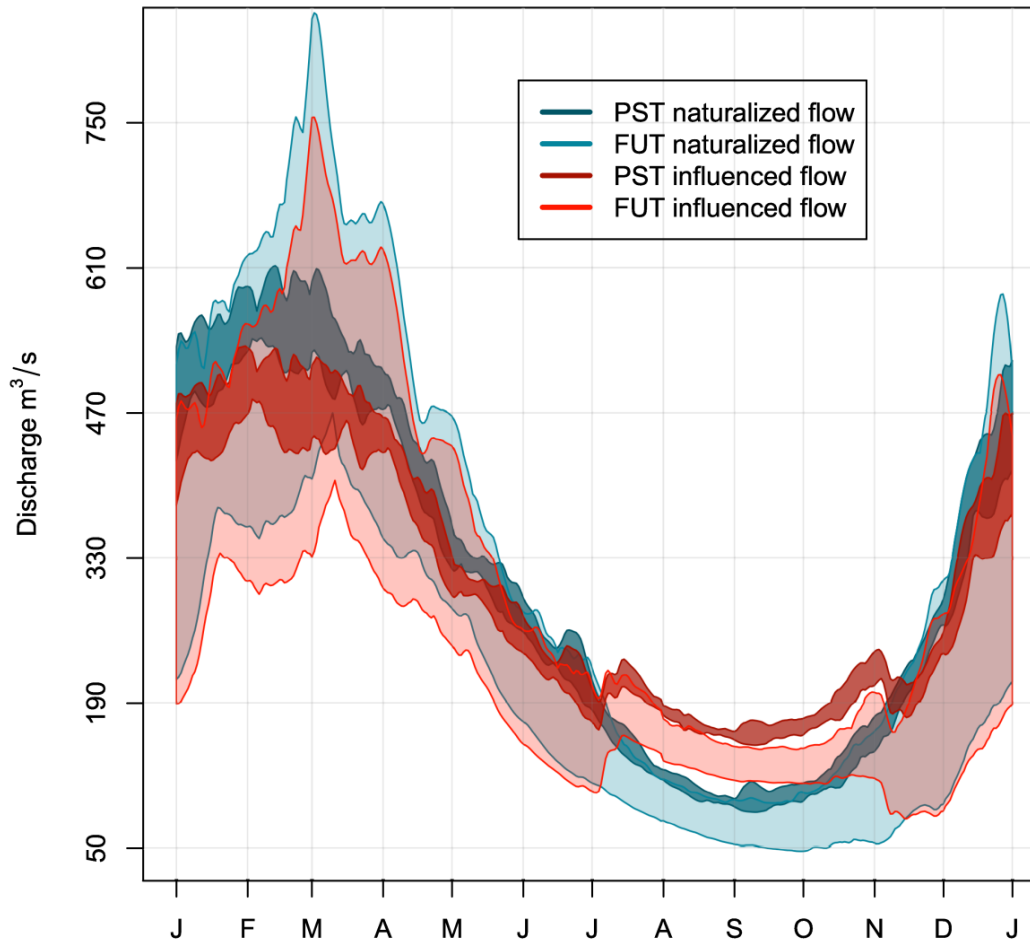 750
610
470
330
190
50
Discharge m³/s
PST naturalized flow
FUT naturalized flow
PST influenced flow
FUT influenced flow
J F M A M J J A S O N D J